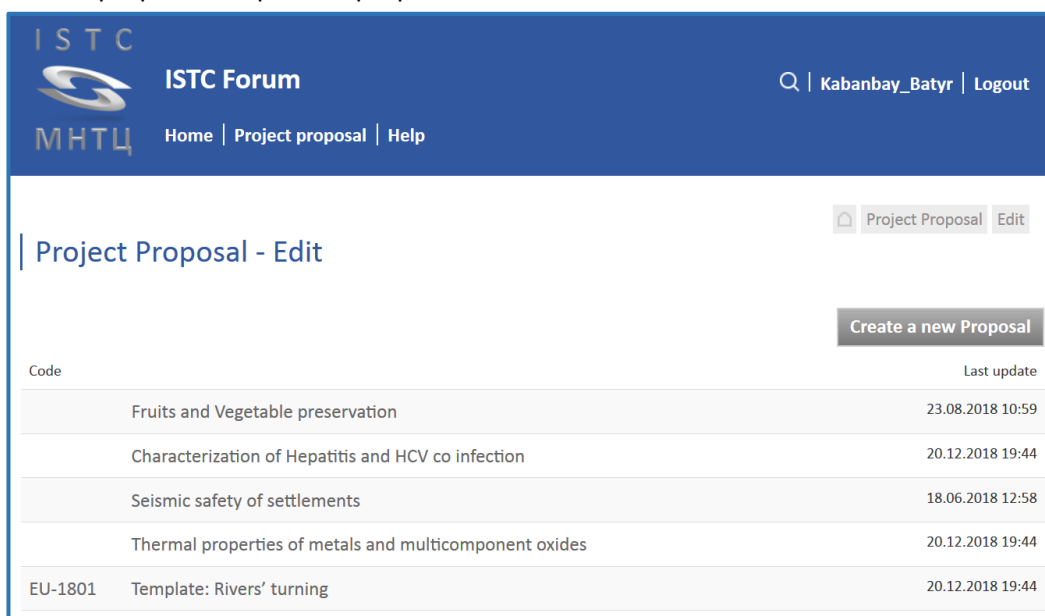 I S T C
ISTC Forum
Kabanbay_Batyr | Logout
МНТЦ
Home | Project proposal | Help
Project Proposal Edit
Project Proposal - Edit
Create a new Proposal
Code Last update
Fruits and Vegetable preservation 23.08.2018 10:59
Characterization of Hepatitis and HCV co infection 20.12.2018 19:44
Seismic safety of settlements 18.06.2018 12:58
Thermal properties of metals and multicomponent oxides 20.12.2018 19:44
EU-1801 Template: Rivers’ turning 20.12.2018 19:44